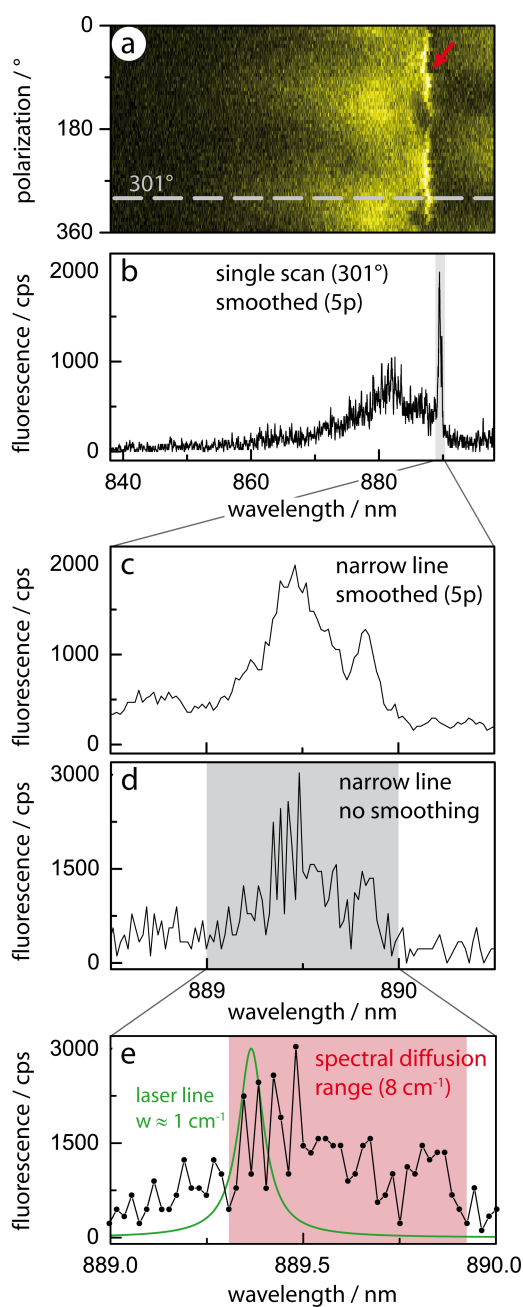 a
0
180
360
polarization / °
301°
b
single scan (301°)
smoothed (5p)
2000
1000
0
fluorescence / cps
840
860
880
wavelength / nm
c
narrow line
smoothed (5p)
2000
1000
0
fluorescence / cps
d
narrow line
no smoothing
3000
1500
0
fluorescence / cps
889
890
wavelength / nm
e
spectral diffusion
range (8 cm⁻¹)
laser line
w ≈ 1 cm⁻¹
3000
1500
0
fluorescence / cps
889.0
889.5
890.0
wavelength / nm